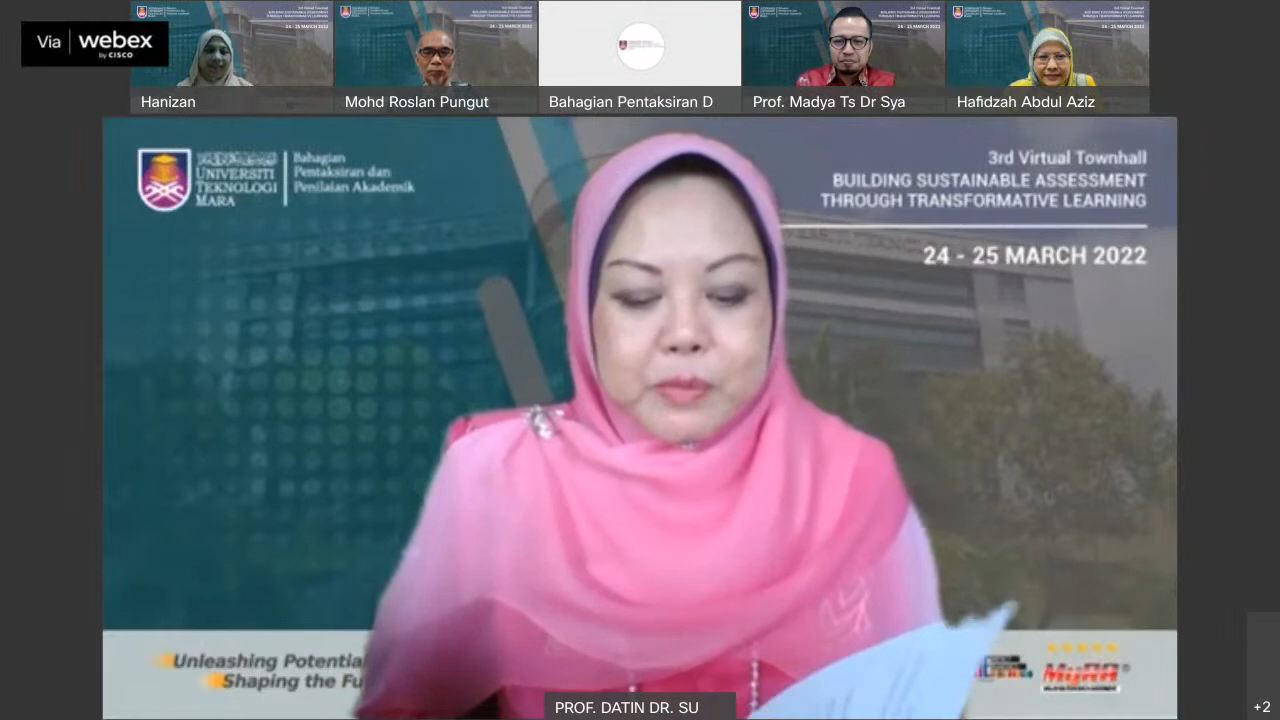 Via webex
by CISCO
Hanizan
Mohd Roslan Pungut
Bahagian Pentaksiran D
Prof. Madya Ts Dr Sya
Hafidzah Abdul Aziz
UNIVERSITI
TEKNOLOGI
MARA
Bahagian
Pentaksiran dan
Penilaian Akademik
3rd Virtual Townhall
BUILDING SUSTAINABLE ASSESSMENT
THROUGH TRANSFORMATIVE LEARNING
24 - 25 MARCH 2022
Unleashing Potential
Shaping the Fu
MyRA®
PROF. DATIN DR. SU
+2